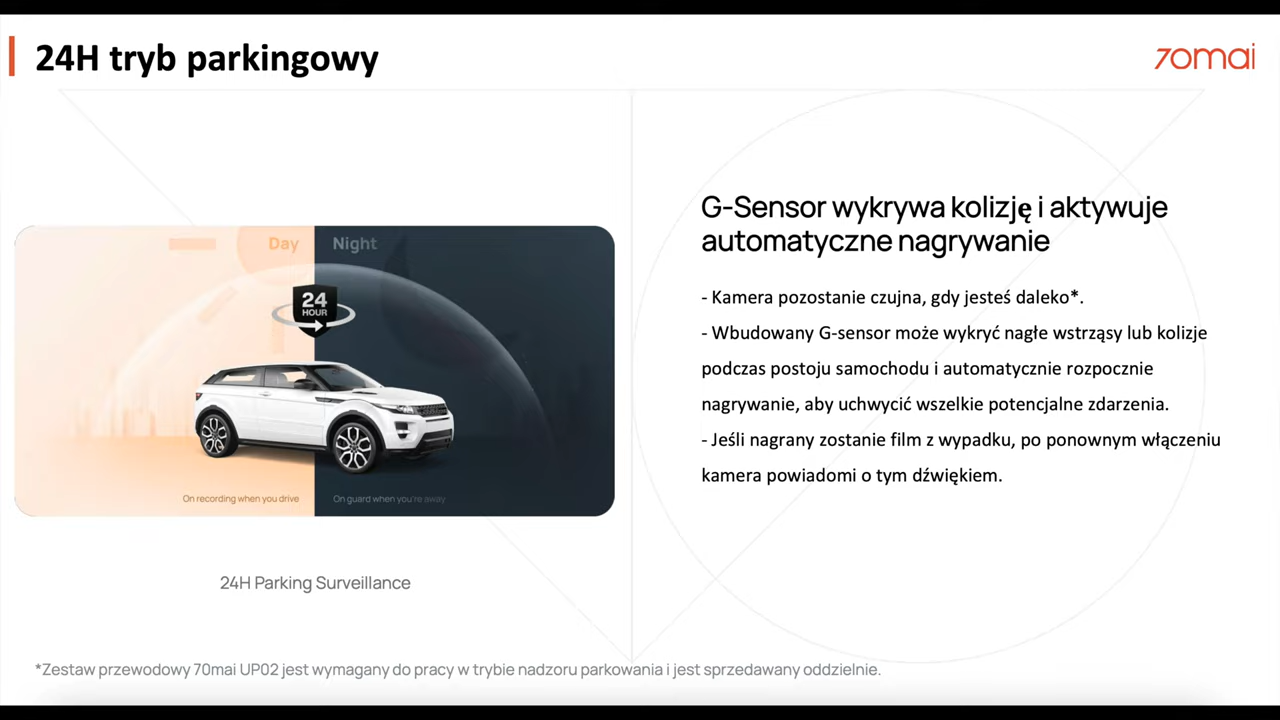 24H tryb parkingowy
70mai
G-Sensor wykrywa kolizję i aktywuje
automatyczne nagrywanie
- Kamera pozostanie czujna, gdy jesteś daleko*.
- Wbudowany G-sensor może wykryć nagłe wstrząsy lub kolizje
podczas postoju samochodu i automatycznie rozpocznie
nagrywanie, aby uchwycić wszelkie potencjalne zdarzenia.
- Jeśli nagrany zostanie film z wypadku, po ponownym włączeniu
kamera powiadomi o tym dźwiękiem.
Day
Night
24
HOUR
On recording when you drive
On guard when you're away
24H Parking Surveillance
*Zestaw przewodowy 70mai UP02 jest wymagany do pracy w trybie nadzoru parkowania i jest sprzedawany oddzielnie.